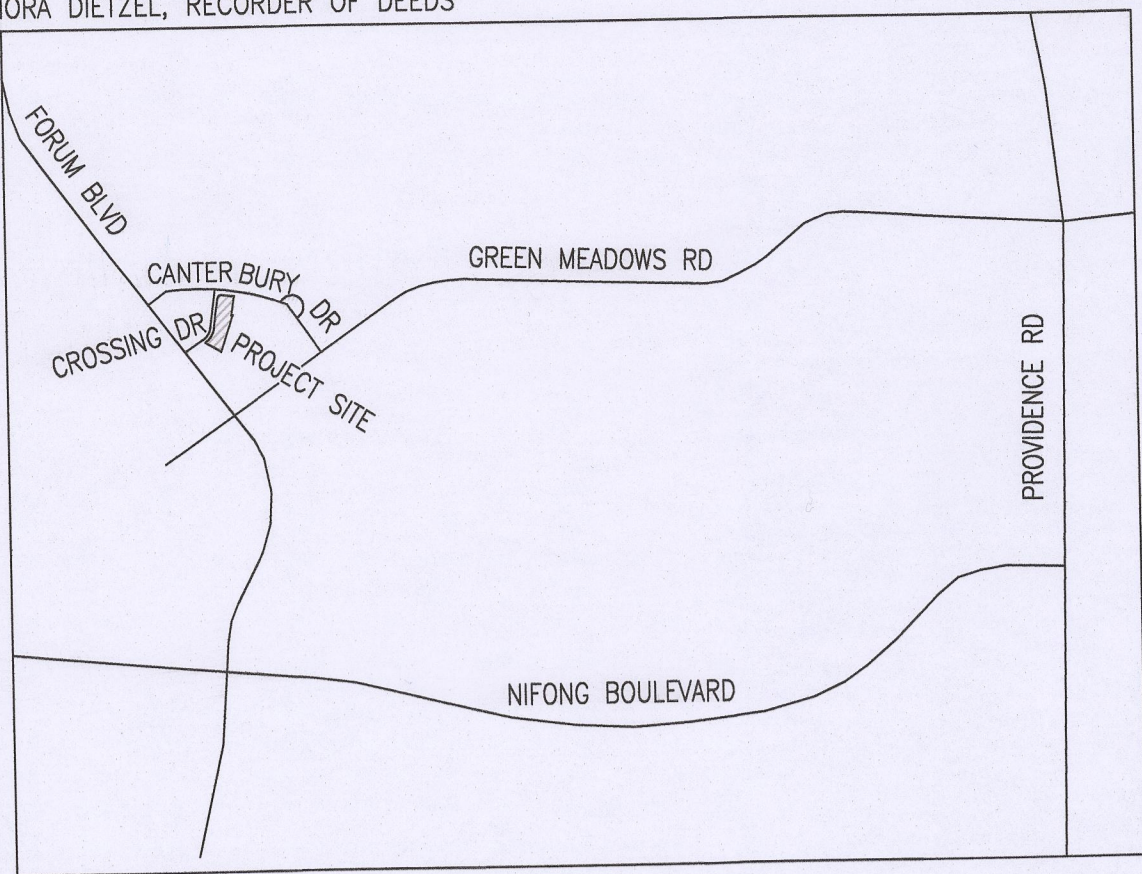 DIETZEL, RECORDER OF DEEDS
FORUM BLVD
CANTER BURY DR
GREEN MEADOWS RD
CROSSING DR
PROJECT SITE
PROVIDENCE RD
NIFONG BOULEVARD